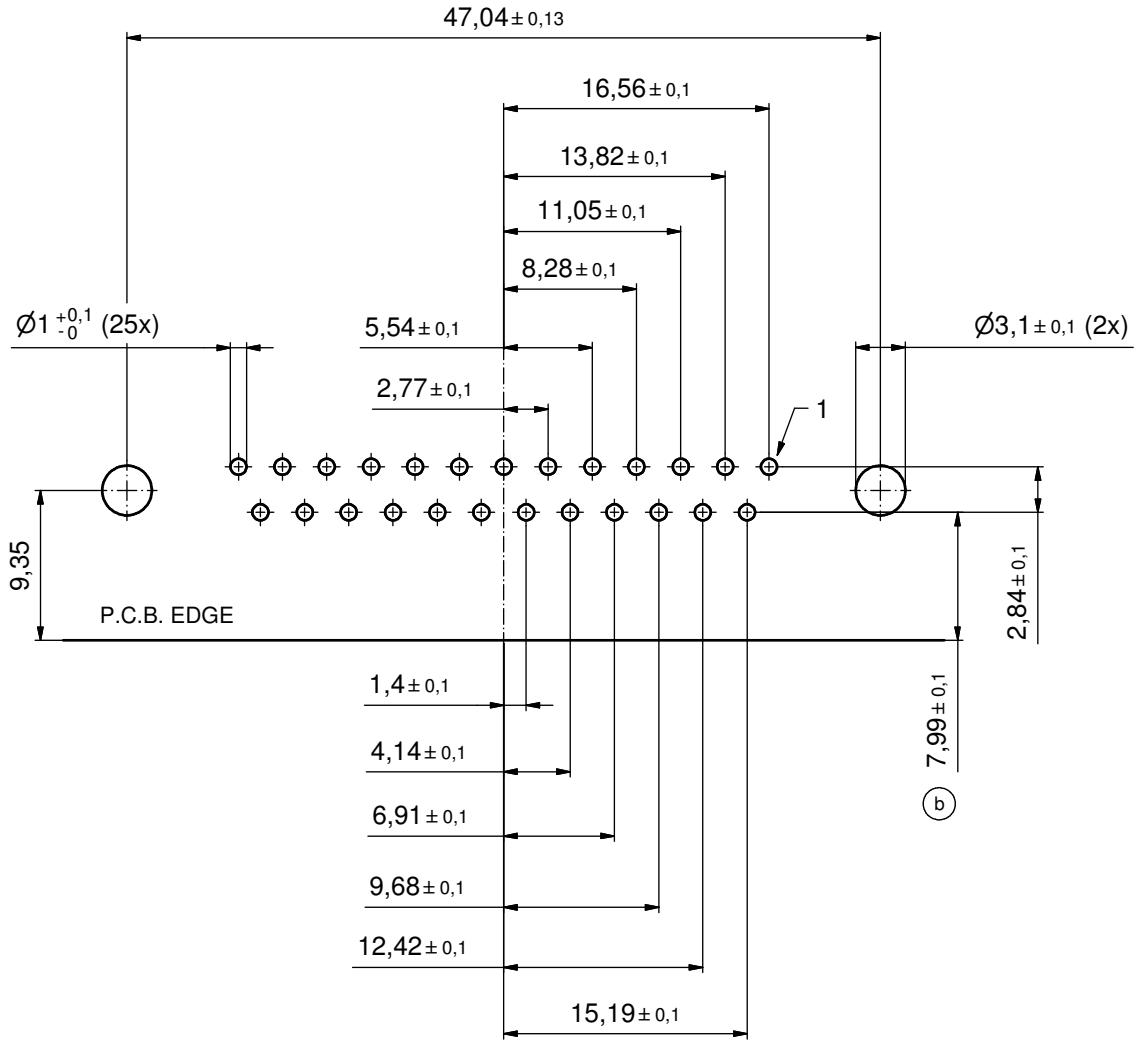 47,04 ± 0,13
16,56 ± 0,1
13,82 ± 0,1
11,05 ± 0,1
8,28 ± 0,1
Ø1 +0,1 -0 (25x)
5,54 ± 0,1
Ø3,1 ± 0,1 (2x)
2,77 ± 0,1
1
9,35
P.C.B. EDGE
2,84 ± 0,1
7,99 ± 0,1
b
1,4 ± 0,1
4,14 ± 0,1
6,91 ± 0,1
9,68 ± 0,1
12,42 ± 0,1
15,19 ± 0,1